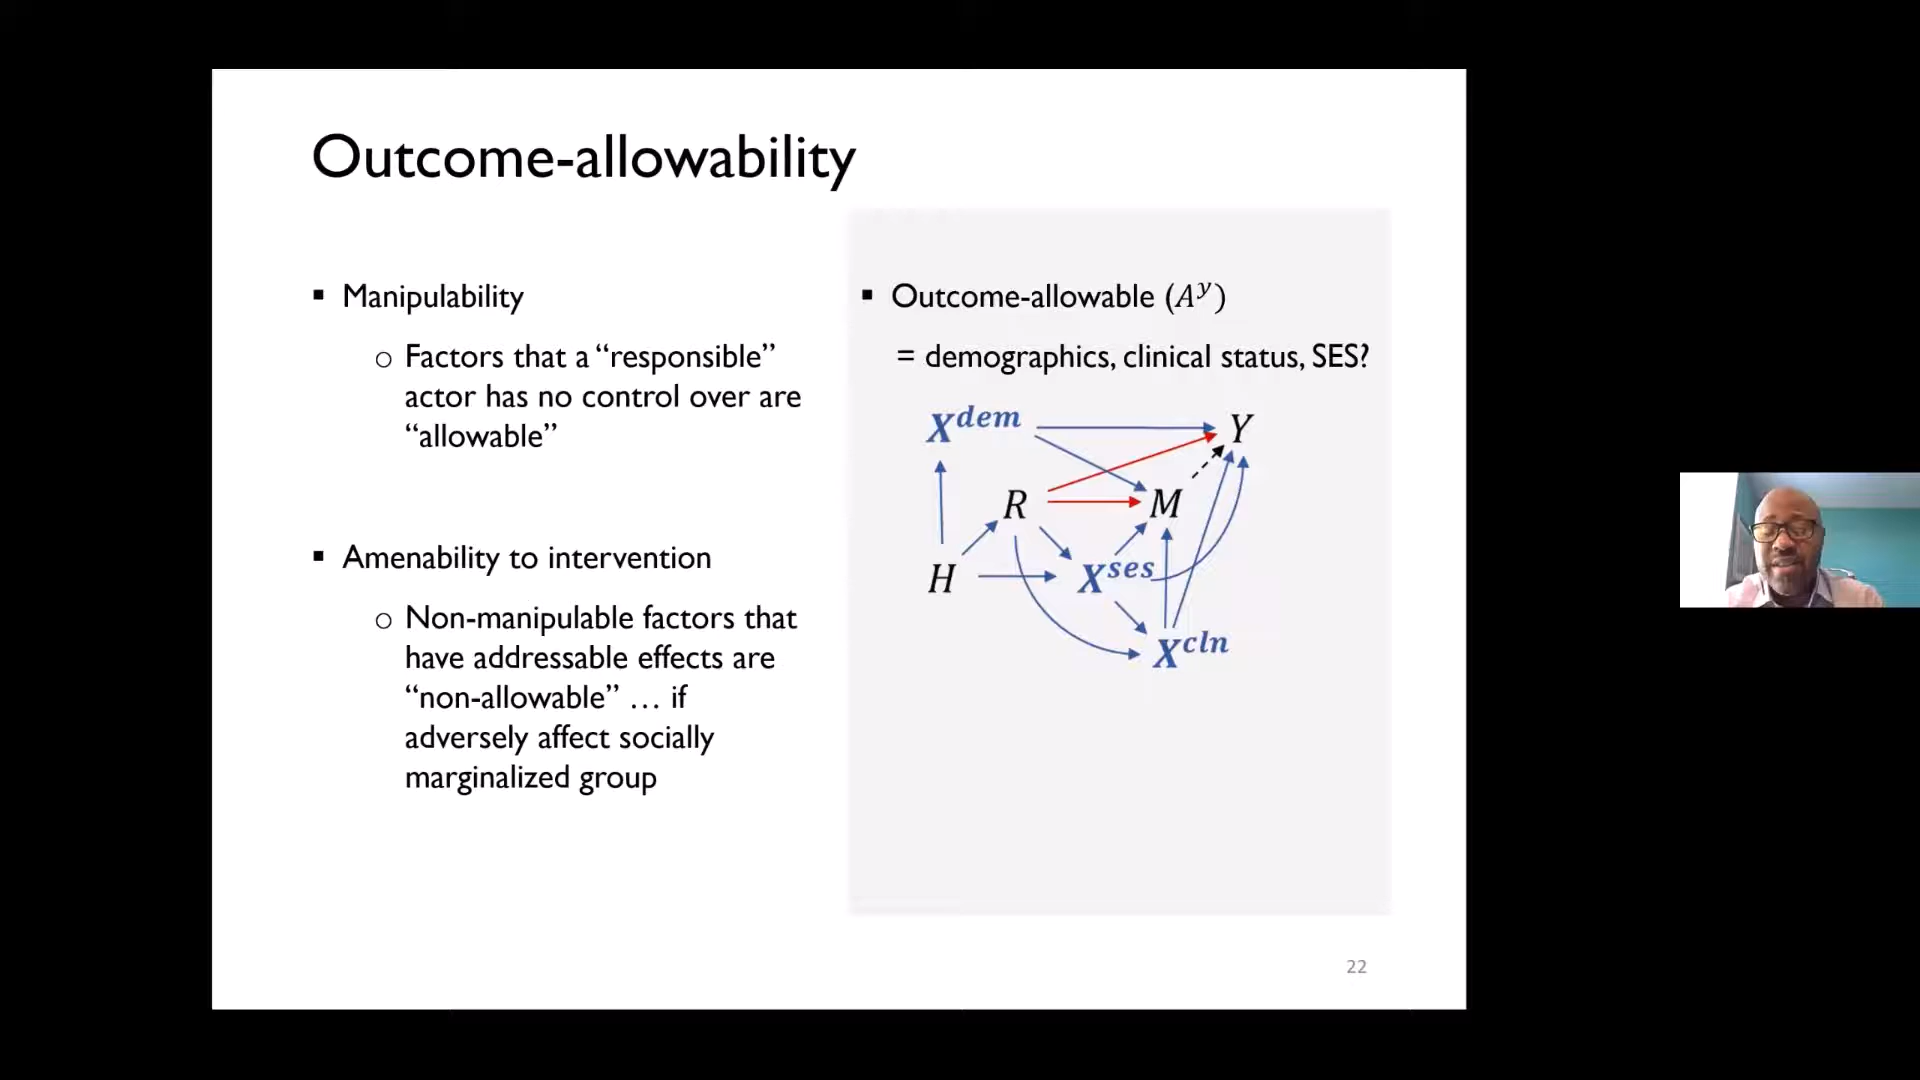 Outcome-allowability
▪ Manipulability
o Factors that a “responsible”
actor has no control over are
“allowable”
▪ Amenability to intervention
o Non-manipulable factors that
have addressable effects are
“non-allowable” … if
adversely affect socially
marginalized group
▪ Outcome-allowable (A^y)
= demographics, clinical status, SES?
X^dem Y
R M
H X^ses
X^cln
22